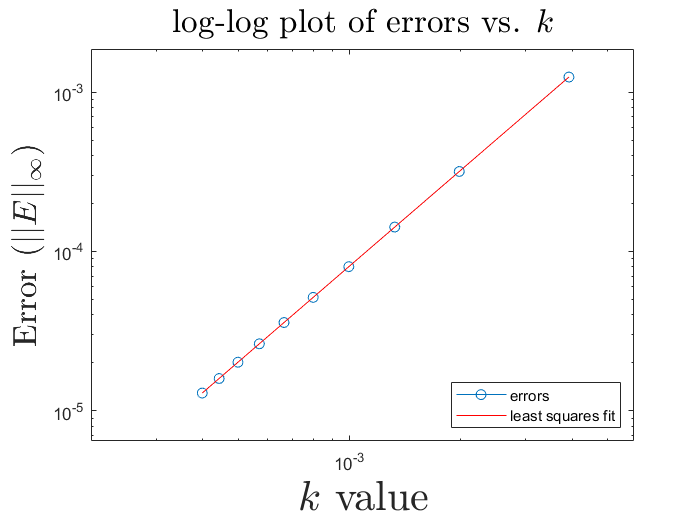 log-log plot of errors vs. k
10⁻³
10⁻⁴
10⁻⁵
Error (||E||∞)
10⁻³
k value
errors
least squares fit